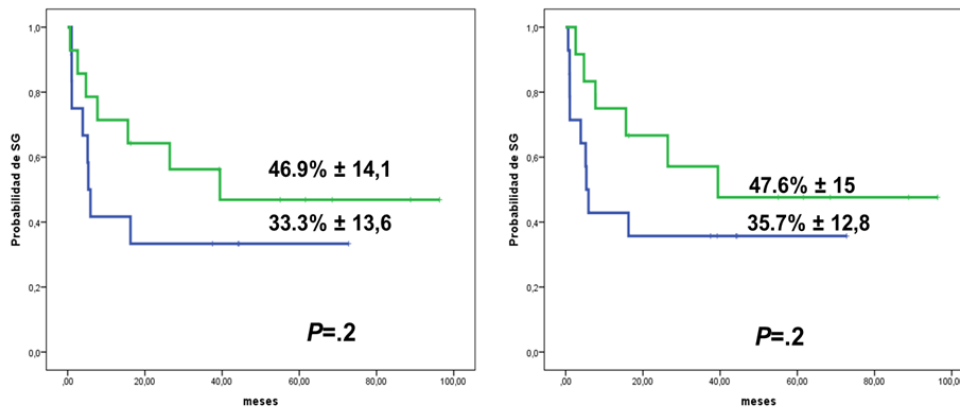 Probabilidad de SG
1,0
0,8
0,6
0,4
0,2
0,0
46.9% ± 14,1
33.3% ± 13,6
P=.2
,00 20,00 40,00 60,00 80,00 100,00
meses
Probabilidad de SG
1,0
0,8
0,6
0,4
0,2
0,0
47.6% ± 15
35.7% ± 12,8
P=.2
,00 20,00 40,00 60,00 80,00 100,00
meses